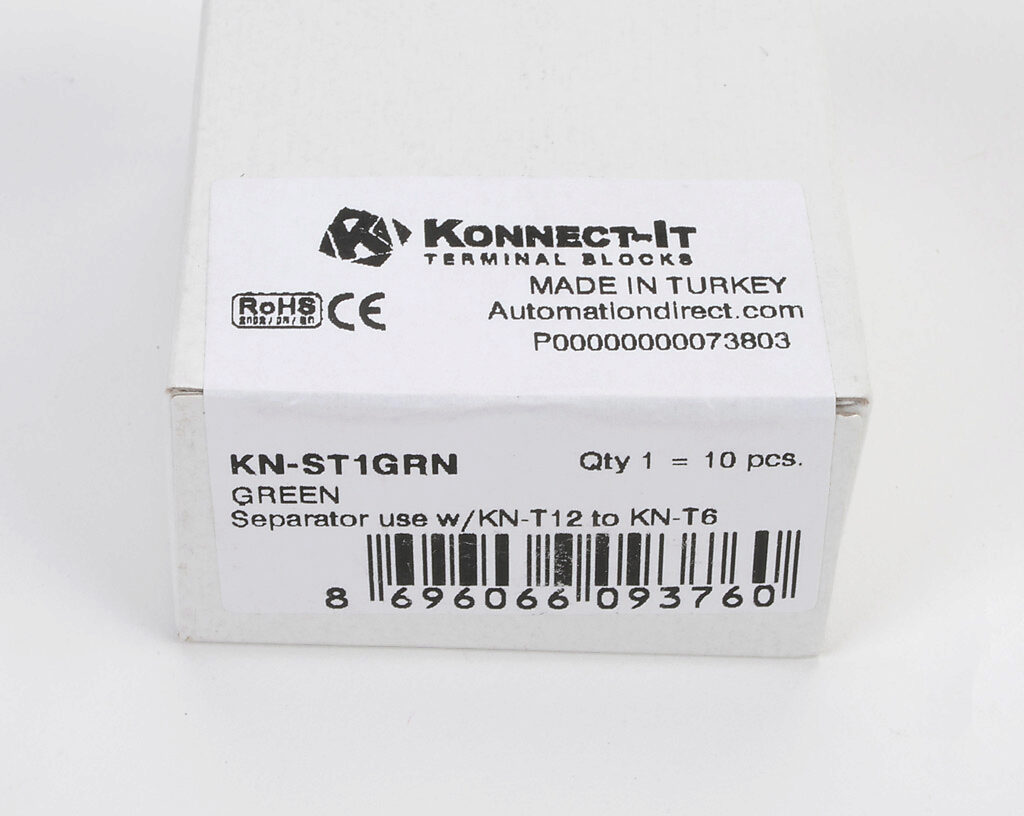 KONNECT-IT
TERMINAL BLOCKS
MADE IN TURKEY
RoHS CE
Automationdirect.com
P00000000073803
KN-ST1GRN
Qty 1 = 10 pcs.
GREEN
Separator use w/KN-T12 to KN-T6
8 696066 093760